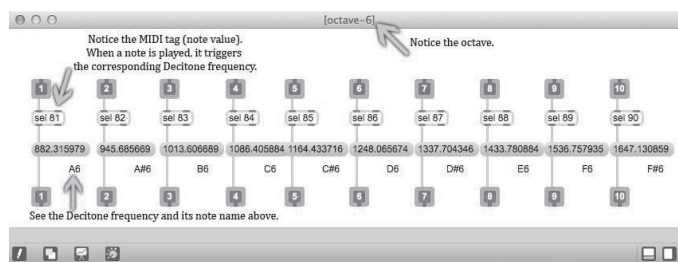 [octave-6]
Notice the MIDI tag (note value).
When a note is played, it triggers
the corresponding Decitone frequency.
Notice the octave.
1 2 3 4 5 6 7 8 9 10
sel 81 sel 82 sel 83 sel 84 sel 85 sel 86 sel 87 sel 88 sel 89 sel 90
882.315979 945.685669 1013.606689 1086.405884 1164.433716 1248.065674 1337.704346 1433.780884 1536.757935 1647.130859
A6 A#6 B6 C6 C#6 D6 D#6 E6 F6 F#6
1 2 3 4 5 6 7 8 9 10
See the Decitone frequency and its note name above.